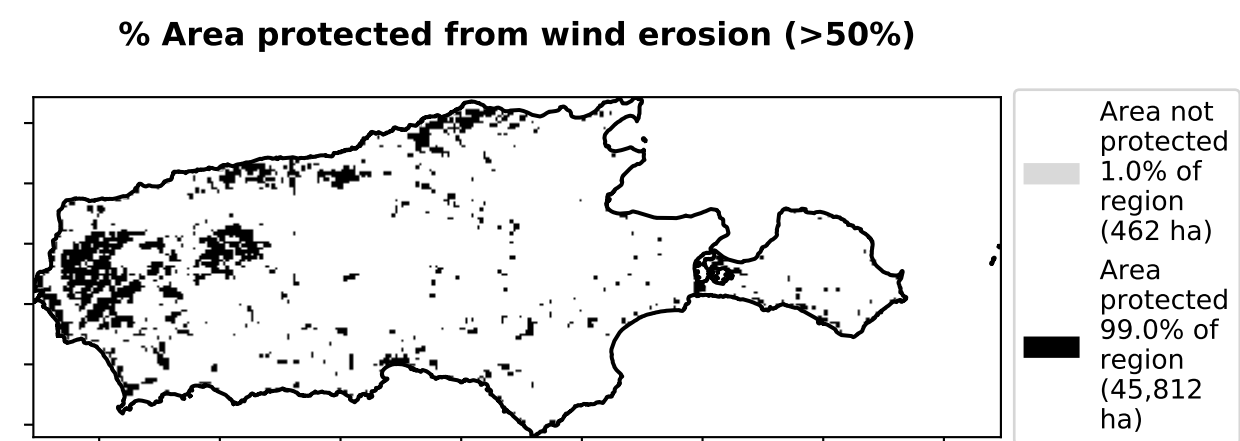 % Area protected from wind erosion (>50%)
Area not
protected
1.0% of
region
(462 ha)
Area
protected
99.0% of
region
(45,812
ha)